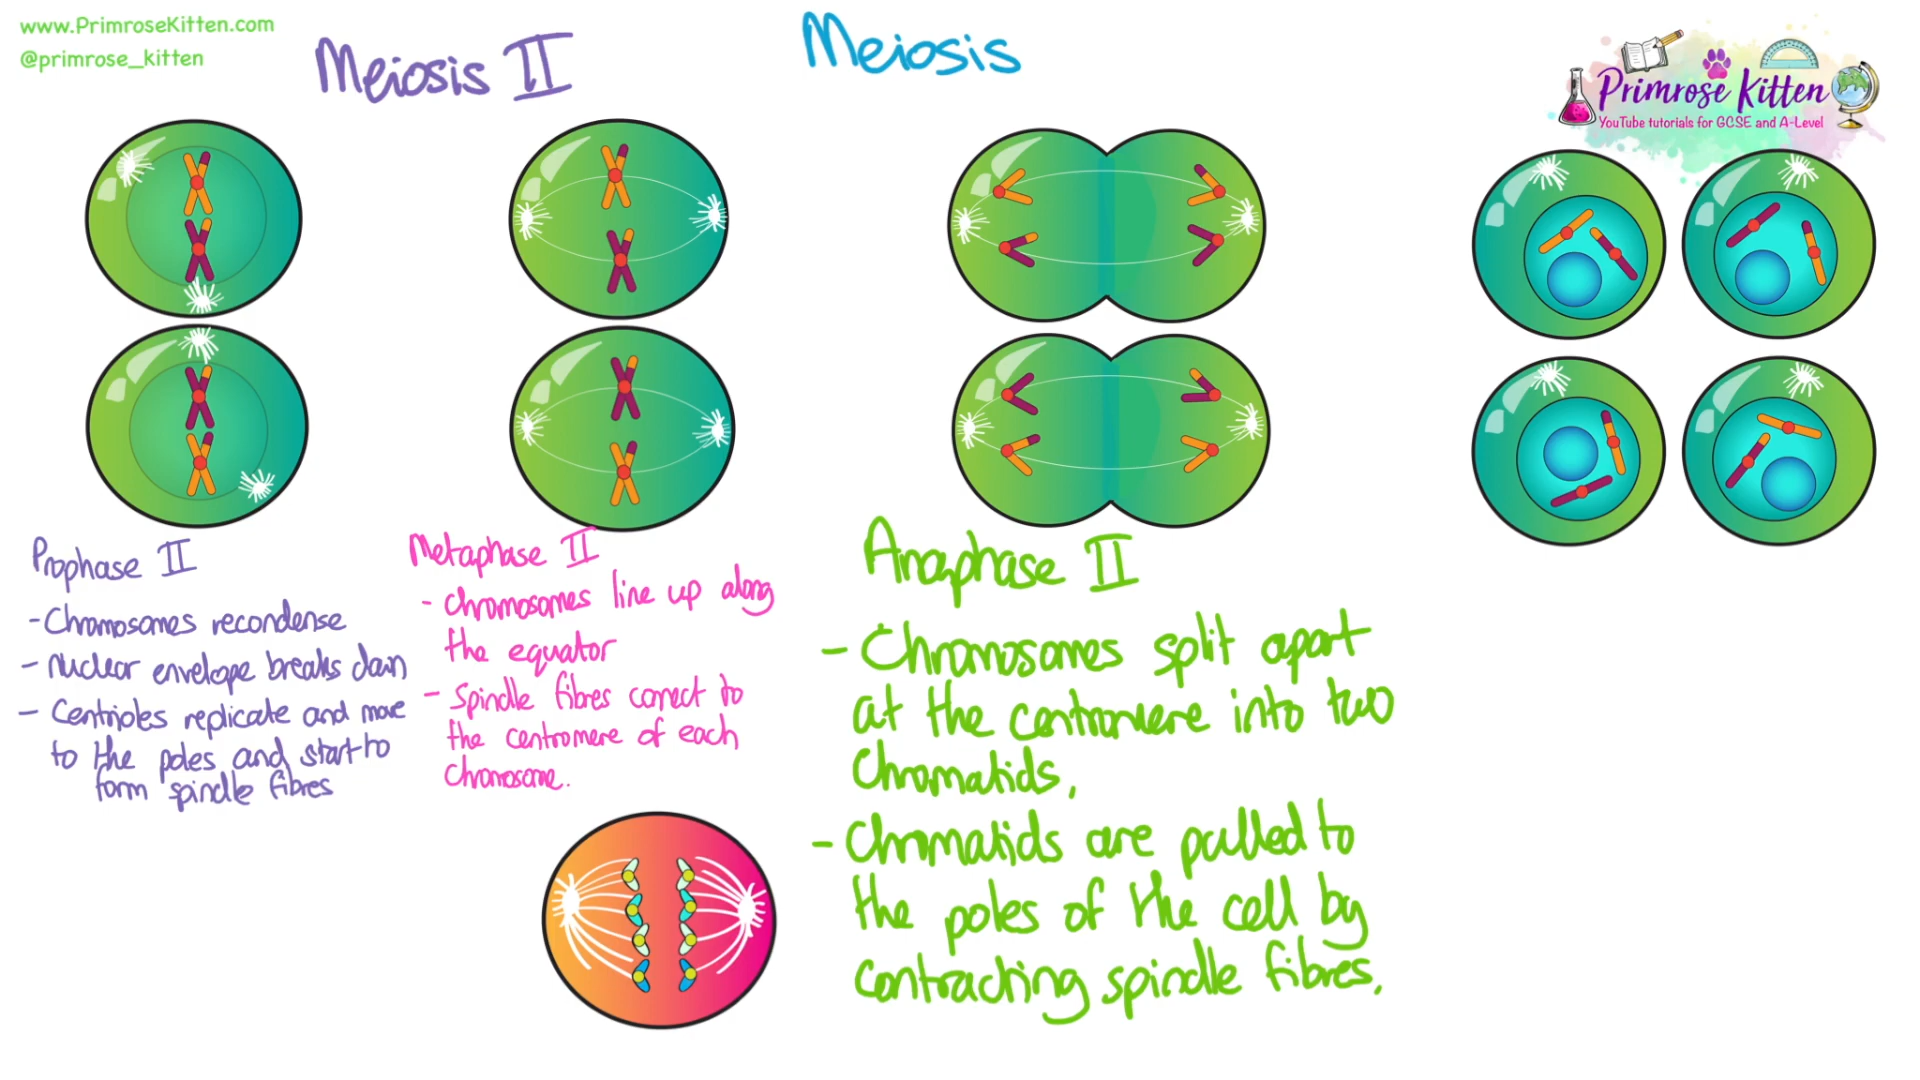 www.PrimroseKitten.com
@primrose_kitten
Meiosis II
Meiosis
Primrose Kitten
YouTube tutorials for GCSE and A-Level
Prophase II
- Chromosomes recondense
- Nuclear envelope breaks down
- Centrioles replicate and move
to the poles and start to
form spindle fibres
Metaphase II
- Chromosomes line up along
the equator
- Spindle fibres connect to
the centromere of each
chromosome.
Anaphase II
- Chromosomes split apart
at the centromere into two
Chromatids,
- Chromatids are pulled to
the poles of the cell by
contracting spindle fibres,